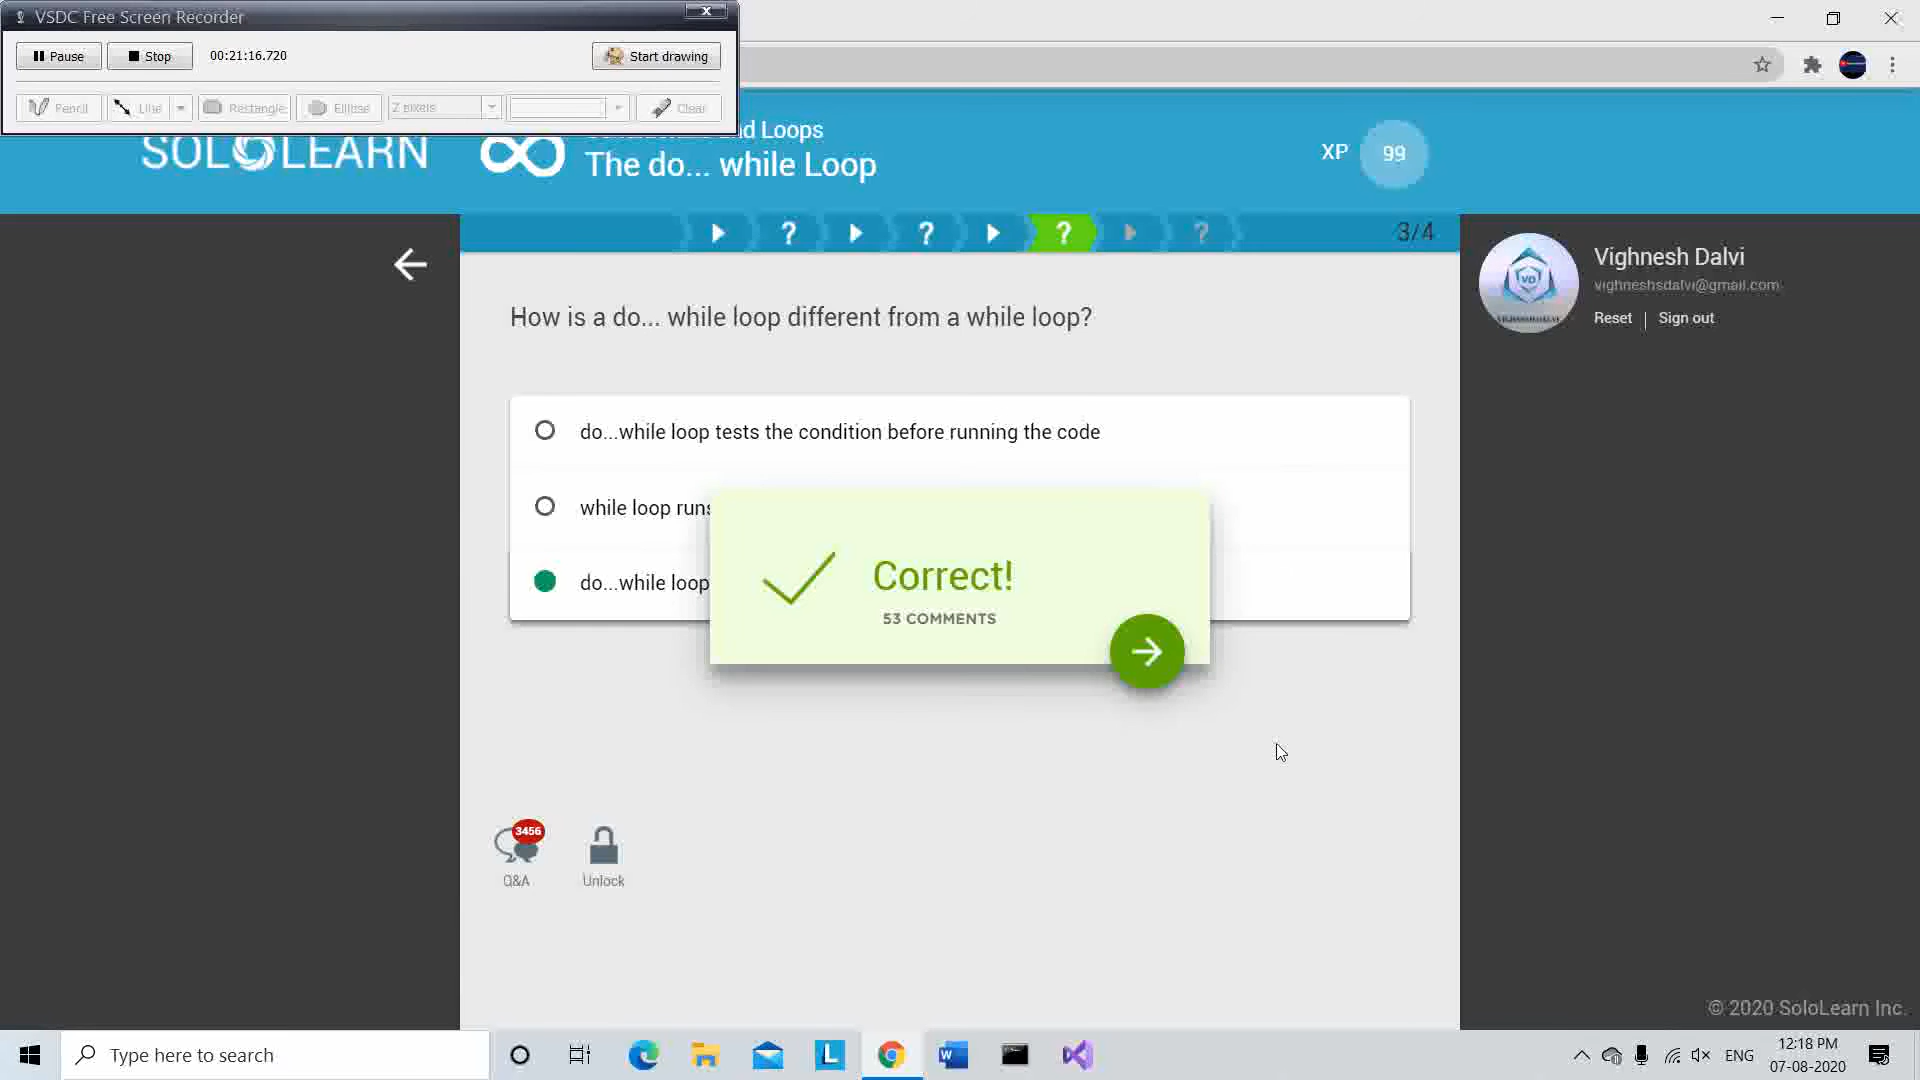 VSDC Free Screen Recorder
Pause
Stop
00:21:16.720
Start drawing
Pencil
Line
Rectangle
Ellipse
2 pixels
Clear
SOLOLEARN
d Loops
The do... while Loop
XP
99
3/4
Vighnesh Dalvi
vighneshsdalvi@gmail.com
Reset | Sign out
VD
How is a do... while loop different from a while loop?
do...while loop tests the condition before running the code
while loop runs
do...while loop
Correct!
53 COMMENTS
3456
Q&A
Unlock
© 2020 SoloLearn Inc.
Type here to search
ENG
12:18 PM
07-08-2020